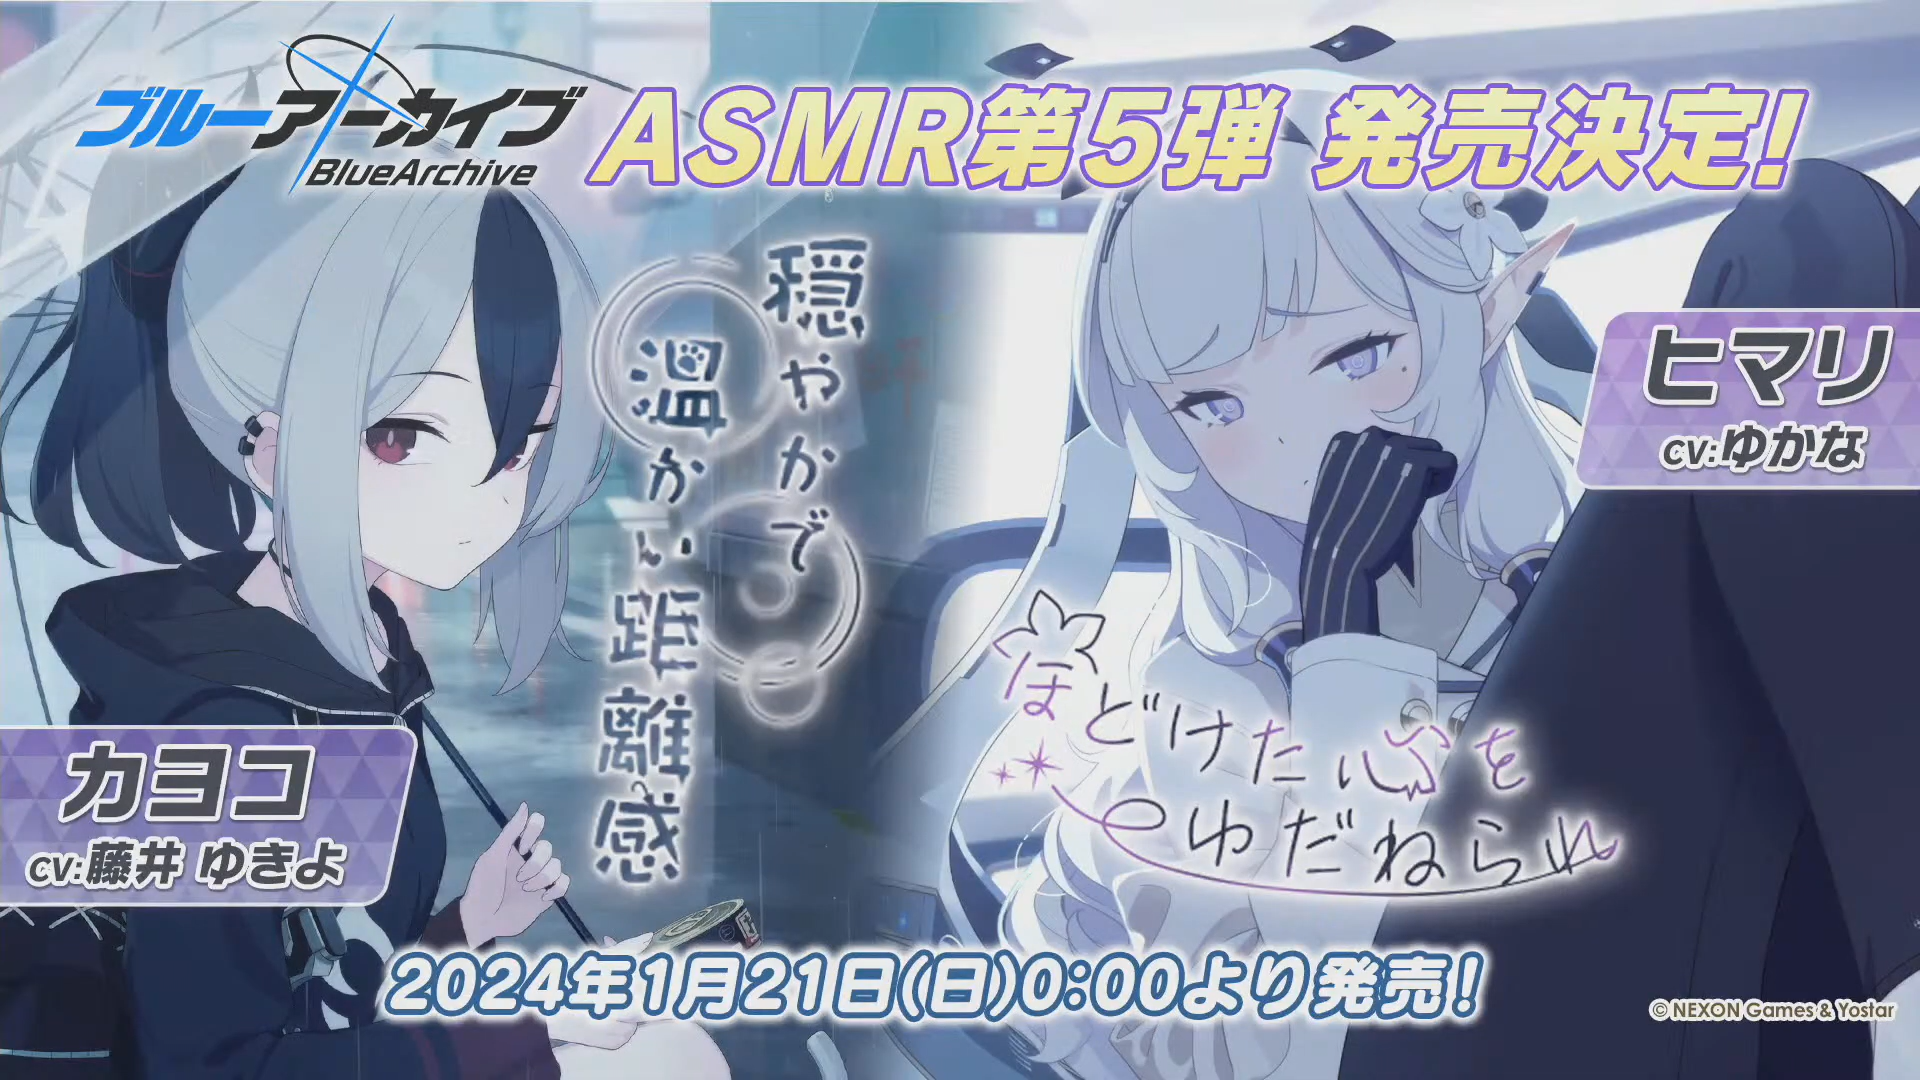 ブルーアーカイブ
BlueArchive
ASMR第5弾 発売決定!
穏やかで
温かい距離感
ヒマリ
CV:ゆかな
カヨコ
CV:藤井 ゆきよ
ほどけた心を
ゆだねられ
2024年1月21日(日)0:00より発売!
© NEXON Games & Yostar